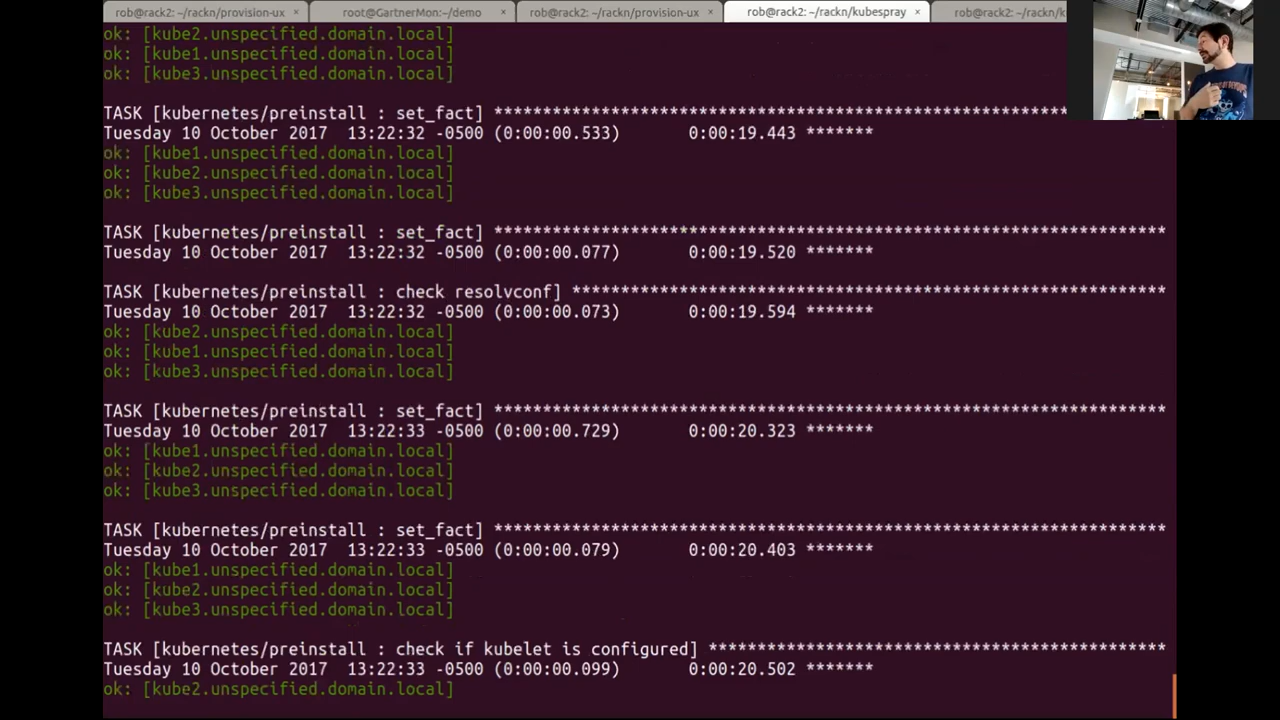 rob@rack2: ~/rackn/provision-ux × root@GartnerMon:~/demo × rob@rack2: ~/rackn/provision-ux × rob@rack2: ~/rackn/kubespray × rob@rack2: ~/rackn/k
ok: [kube2.unspecified.domain.local]
ok: [kube1.unspecified.domain.local]
ok: [kube3.unspecified.domain.local]
TASK [kubernetes/preinstall : set_fact] **********************************************************
Tuesday 10 October 2017  13:22:32 -0500 (0:00:00.533)       0:00:19.443 *******
ok: [kube1.unspecified.domain.local]
ok: [kube2.unspecified.domain.local]
ok: [kube3.unspecified.domain.local]
TASK [kubernetes/preinstall : set_fact] *********************************************************************
Tuesday 10 October 2017  13:22:32 -0500 (0:00:00.077)       0:00:19.520 *******
TASK [kubernetes/preinstall : check resolvconf] *************************************************************
Tuesday 10 October 2017  13:22:32 -0500 (0:00:00.073)       0:00:19.594 *******
ok: [kube2.unspecified.domain.local]
ok: [kube1.unspecified.domain.local]
ok: [kube3.unspecified.domain.local]
TASK [kubernetes/preinstall : set_fact] *********************************************************************
Tuesday 10 October 2017  13:22:33 -0500 (0:00:00.729)       0:00:20.323 *******
ok: [kube1.unspecified.domain.local]
ok: [kube2.unspecified.domain.local]
ok: [kube3.unspecified.domain.local]
TASK [kubernetes/preinstall : set_fact] *********************************************************************
Tuesday 10 October 2017  13:22:33 -0500 (0:00:00.079)       0:00:20.403 *******
ok: [kube1.unspecified.domain.local]
ok: [kube2.unspecified.domain.local]
ok: [kube3.unspecified.domain.local]
TASK [kubernetes/preinstall : check if kubelet is configured] ***********************************************
Tuesday 10 October 2017  13:22:33 -0500 (0:00:00.099)       0:00:20.502 *******
ok: [kube2.unspecified.domain.local]